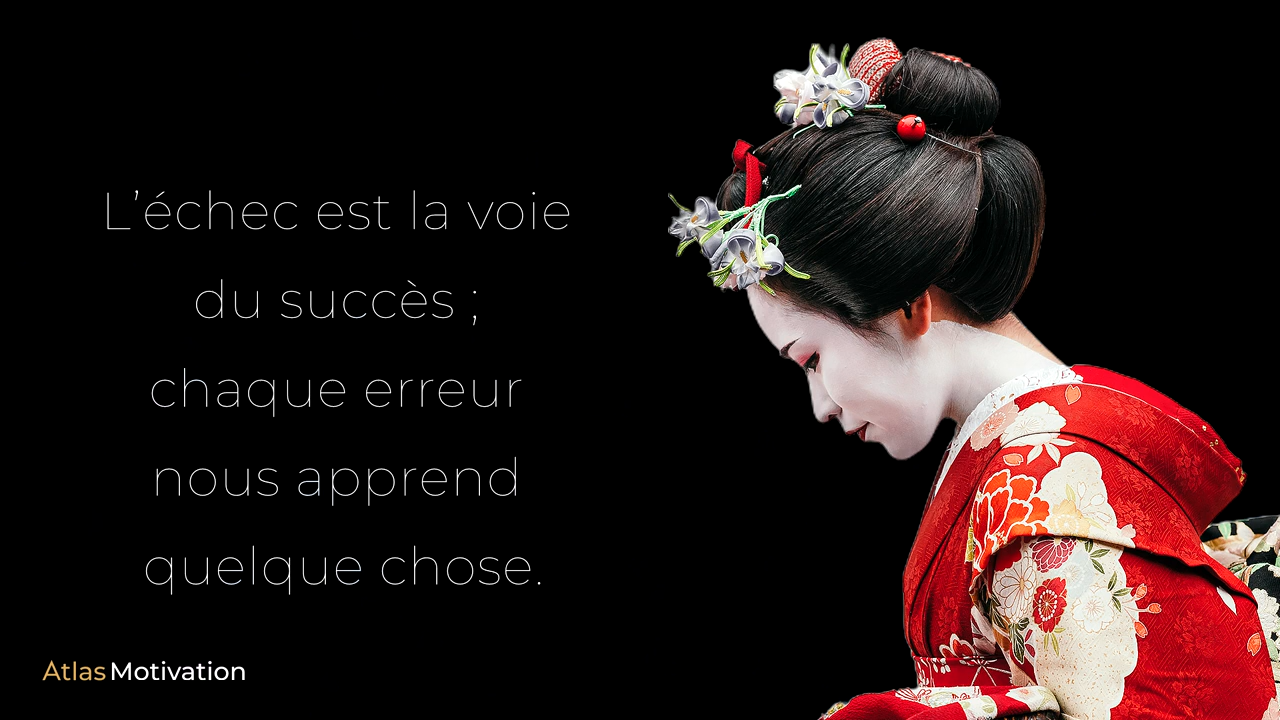 L’échec est la voie
du succès ;
chaque erreur
nous apprend
quelque chose.
Atlas Motivation